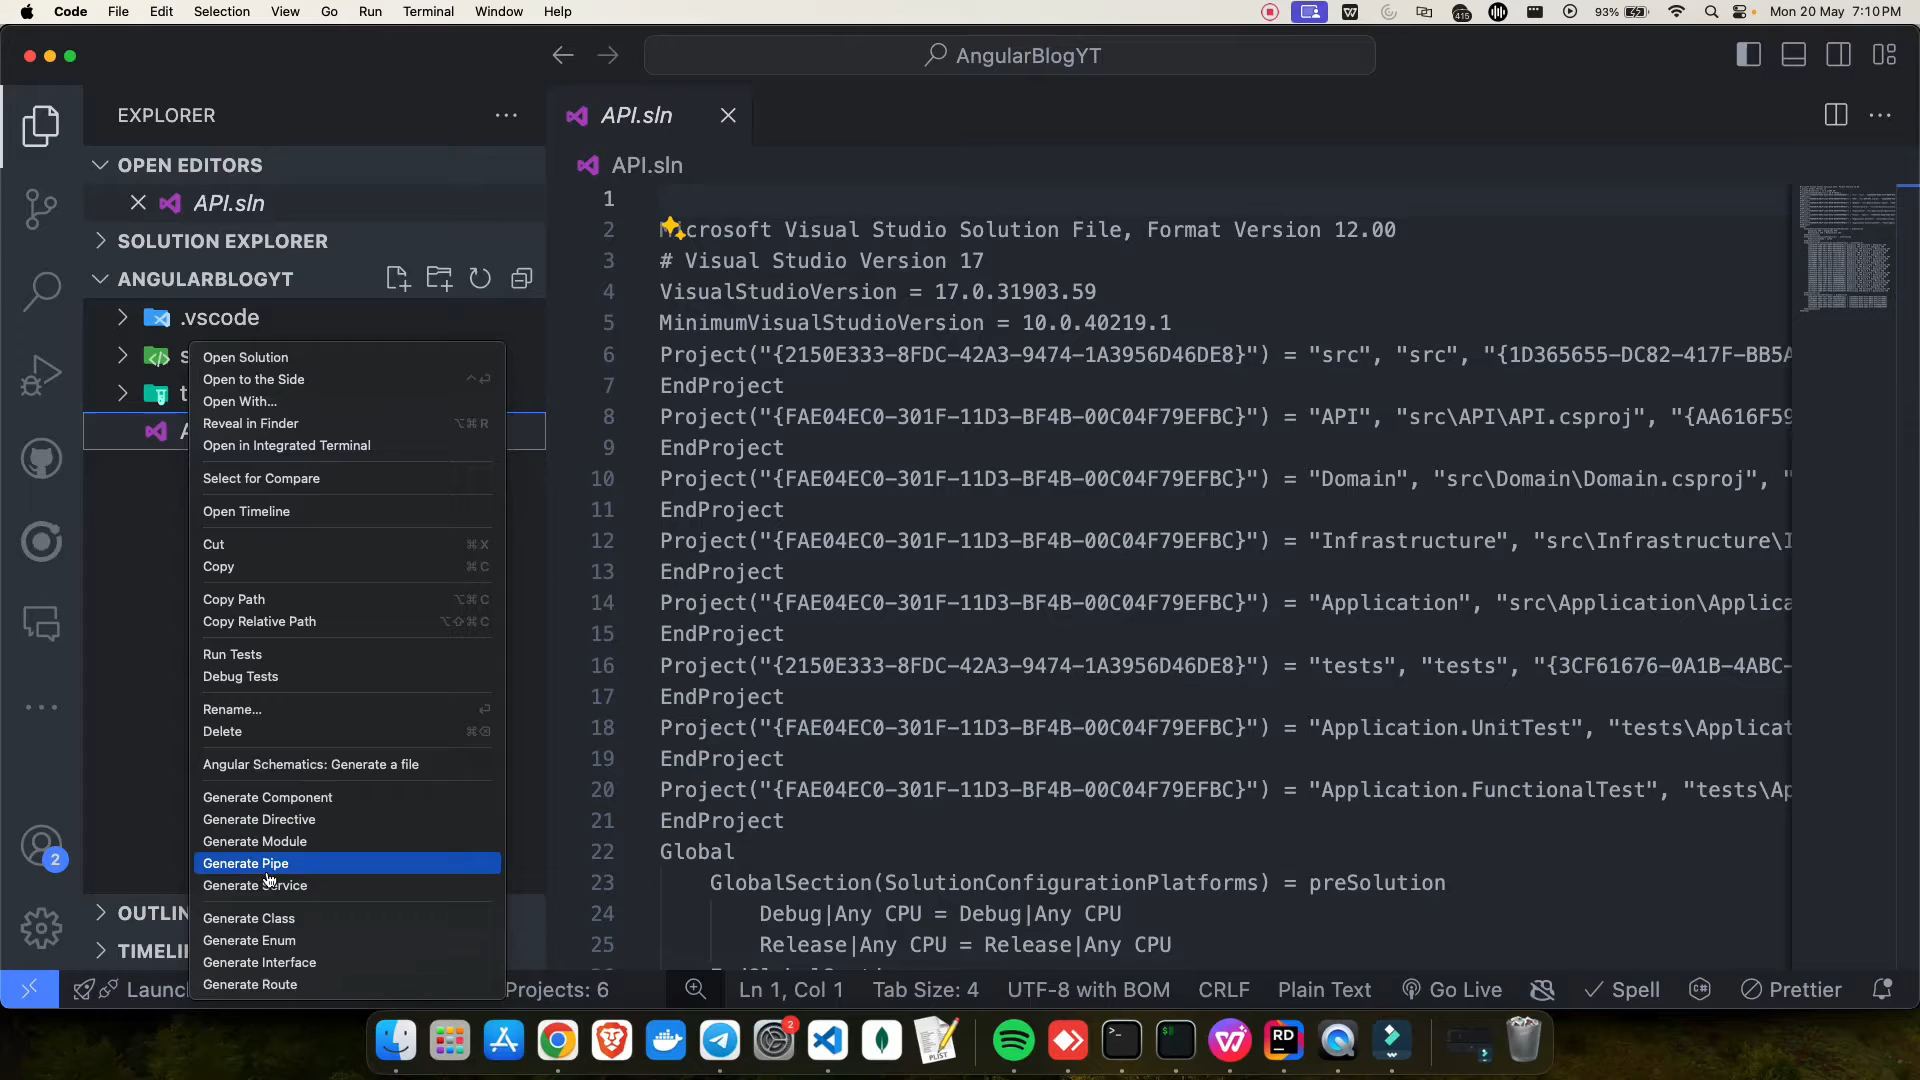 Code File Edit Selection View Go Run Terminal Window Help 415 93% Mon 20 May 7:10 PM
AngularBlogYT
EXPLORER
API.sln
OPEN EDITORS
API.sln
API.sln
SOLUTION EXPLORER
ANGULARBLOGYT
.vscode
s
t
A
Open Solution
Open to the Side
Open With...
Reveal in Finder ⌥⌘R
Open in Integrated Terminal
Select for Compare
Open Timeline
Cut ⌘X
Copy ⌘C
Copy Path ⌥⌘C
Copy Relative Path ⌥⇧⌘C
Run Tests
Debug Tests
Rename...
Delete
Angular Schematics: Generate a file
Generate Component
Generate Directive
Generate Module
Generate Pipe
Generate Service
Generate Class
Generate Enum
Generate Interface
Generate Route
OUTLIN
TIMELI
2
1
2 Microsoft Visual Studio Solution File, Format Version 12.00
3 # Visual Studio Version 17
4 VisualStudioVersion = 17.0.31903.59
5 MinimumVisualStudioVersion = 10.0.40219.1
6 Project("{2150E333-8FDC-42A3-9474-1A3956D46DE8}") = "src", "src", "{1D365655-DC82-417F-BB5A
7 EndProject
8 Project("{FAE04EC0-301F-11D3-BF4B-00C04F79EFBC}") = "API", "src\API\API.csproj", "{AA616F59
9 EndProject
10 Project("{FAE04EC0-301F-11D3-BF4B-00C04F79EFBC}") = "Domain", "src\Domain\Domain.csproj", "
11 EndProject
12 Project("{FAE04EC0-301F-11D3-BF4B-00C04F79EFBC}") = "Infrastructure", "src\Infrastructure\I
13 EndProject
14 Project("{FAE04EC0-301F-11D3-BF4B-00C04F79EFBC}") = "Application", "src\Application\Applica
15 EndProject
16 Project("{2150E333-8FDC-42A3-9474-1A3956D46DE8}") = "tests", "tests", "{3CF61676-0A1B-4ABC-
17 EndProject
18 Project("{FAE04EC0-301F-11D3-BF4B-00C04F79EFBC}") = "Application.UnitTest", "tests\Applicat
19 EndProject
20 Project("{FAE04EC0-301F-11D3-BF4B-00C04F79EFBC}") = "Application.FunctionalTest", "tests\Ap
21 EndProject
22 Global
23 GlobalSection(SolutionConfigurationPlatforms) = preSolution
24 Debug|Any CPU = Debug|Any CPU
25 Release|Any CPU = Release|Any CPU
Launc Projects: 6 Ln 1, Col 1 Tab Size: 4 UTF-8 with BOM CRLF Plain Text Go Live Spell Prettier
2 PLIST RD